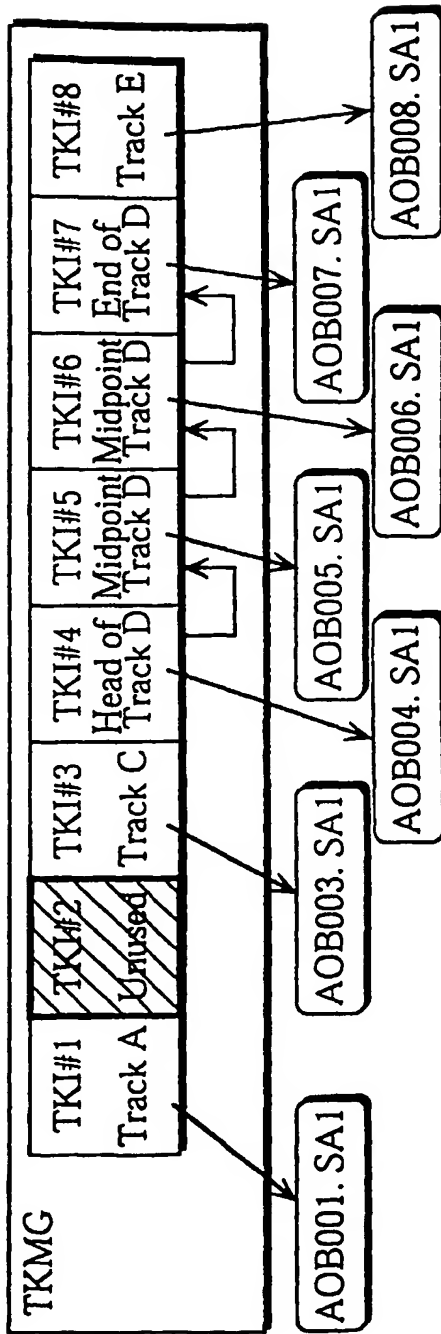 TKMG
TKI#1
Track A
TKI#2
Unused
TKI#3
Track C
TKI#4
Head of
Track D
TKI#5
Midpoint
Track D
TKI#6
Midpoint
Track D
TKI#7
End of
Track D
TKI#8
Track E
AOB001. SA1
AOB003. SA1
AOB004. SA1
AOB005. SA1
AOB006. SA1
AOB007. SA1
AOB008. SA1